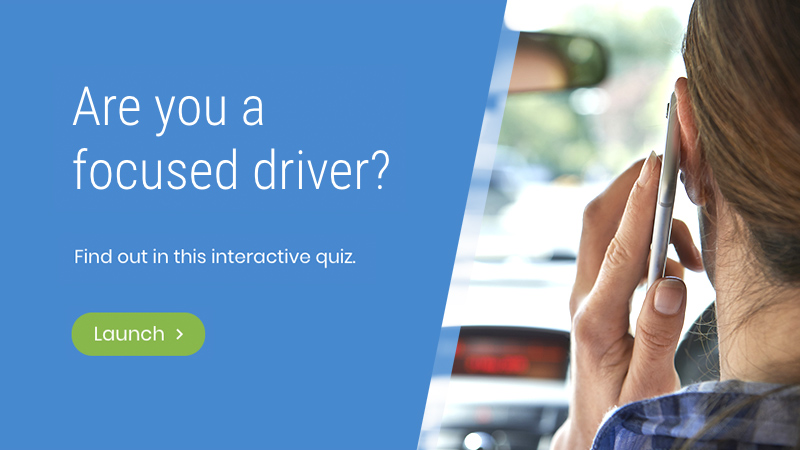 Are you a
focused driver?
Find out in this interactive quiz.
Launch